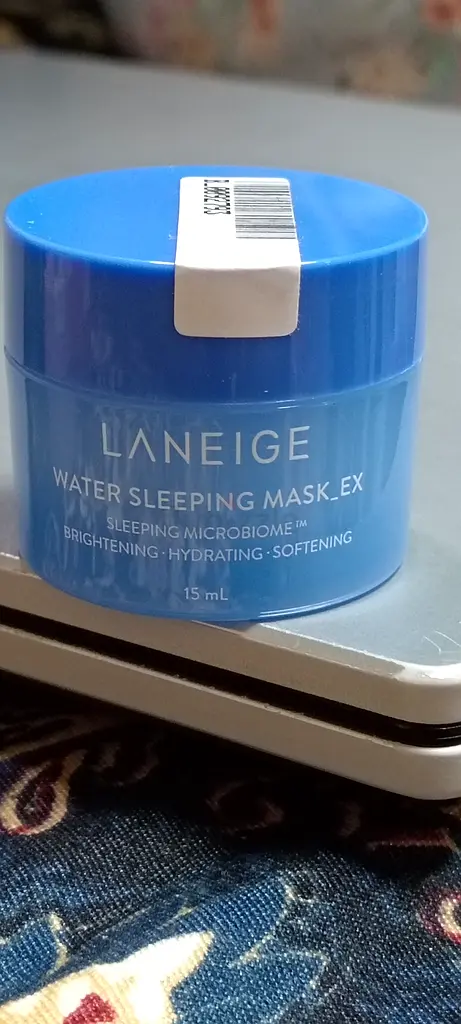 LANEIGE
WATER SLEEPING MASK_EX
SLEEPING MICROBIOME™
BRIGHTENING · HYDRATING · SOFTENING
15 mL